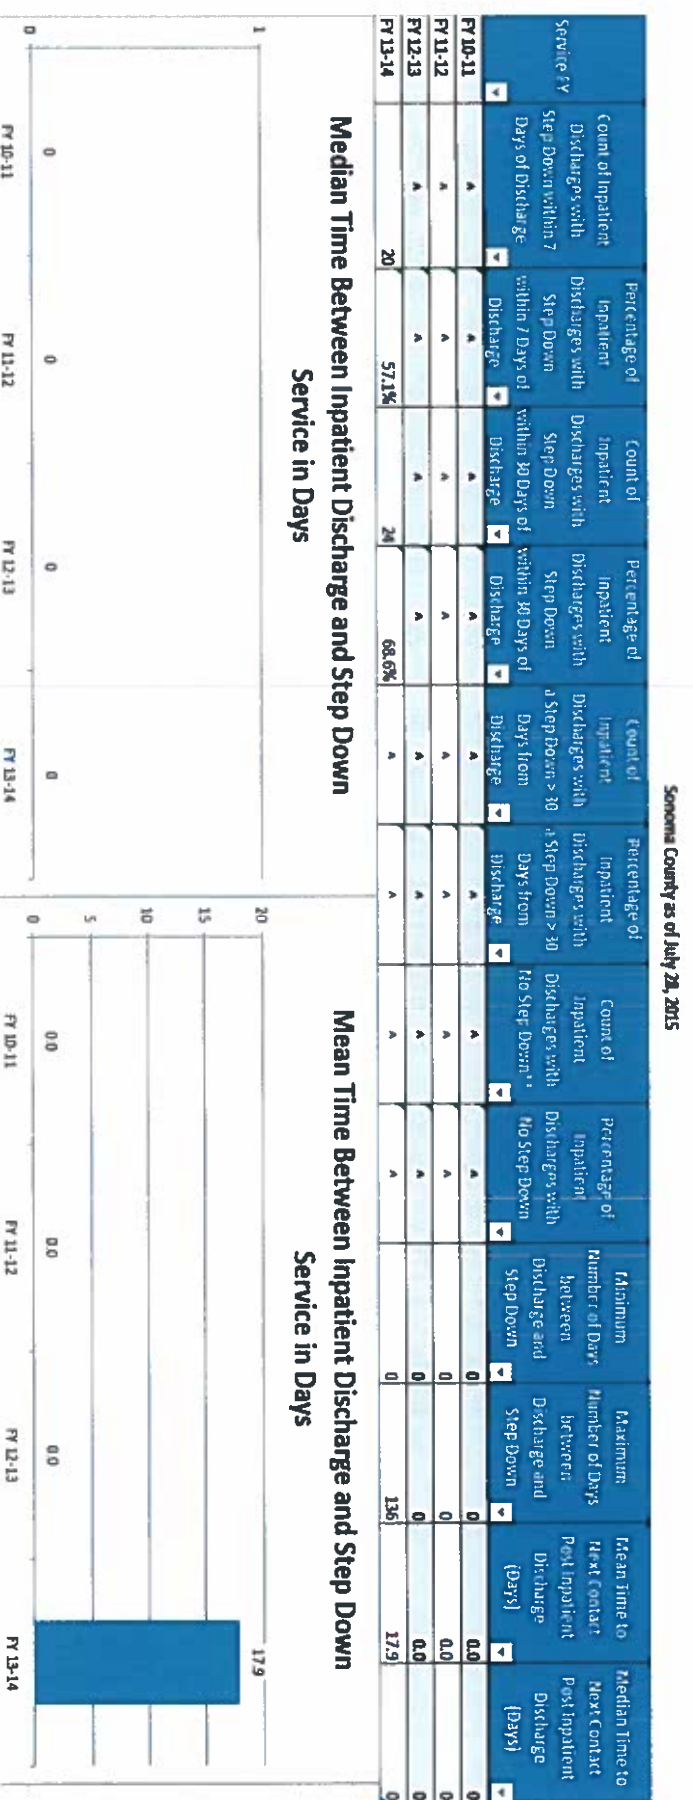 Sonoma County as of July 28, 2015
Service FY
Count of Inpatient
Discharges with
Step Down within 7
Days of Discharge
Percentage of
Inpatient
Discharges with
Step Down
within 7 Days of
Discharge
Count of
Inpatient
Discharges with
Step Down
within 30 Days of
Discharge
Percentage of
Inpatient
Discharges with
Step Down
within 30 Days of
Discharge
Count of
Inpatient
Discharges with
a Step Down > 30
Days from
Discharge
Percentage of
Inpatient
Discharges with
a Step Down > 30
Days from
Discharge
Count of
Inpatient
Discharges with
No Step Down**
Percentage of
Inpatient
Discharges with
No Step Down
Minimum
Number of Days
between
Discharge and
Step Down
Maximum
Number of Days
between
Discharge and
Step Down
Mean Time to
Next Contact
Post Inpatient
Discharge
(Days)
Median Time to
Next Contact
Post Inpatient
Discharge
(Days)
FY 10-11 ^ ^ ^ ^ ^ ^ ^ ^ 0 0 0.0 0
FY 11-12 ^ ^ ^ ^ ^ ^ ^ ^ 0 0 0.0 0
FY 12-13 ^ ^ ^ ^ ^ ^ ^ ^ 0 0 0.0 0
FY 13-14 20 57.1% 24 68.6% ^ ^ ^ ^ 0 136 17.9 0
Median Time Between Inpatient Discharge and Step Down
Service in Days
1
0
0 0 0 0
FY 10-11 FY 11-12 FY 12-13 FY 13-14
Mean Time Between Inpatient Discharge and Step Down
Service in Days
20
15
10
5
0
0.0 0.0 0.0 17.9
FY 10-11 FY 11-12 FY 12-13 FY 13-14